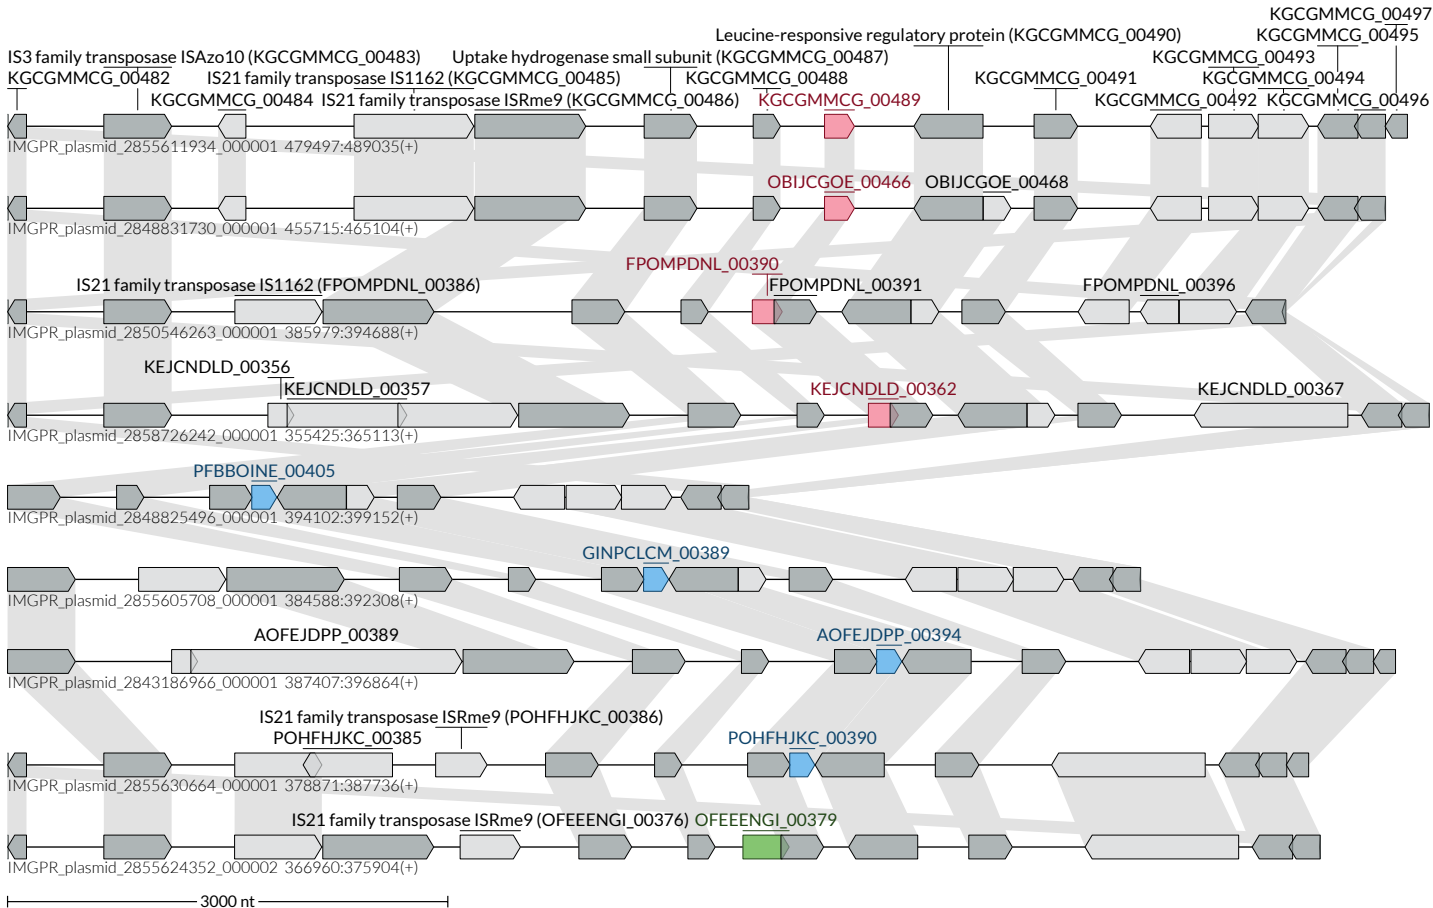 KGCGMMCG_00497
Leucine-responsive regulatory protein (KGCGMMCG_00490) KGCGMMCG_00495
IS3 family transposase ISAzo10 (KGCGMMCG_00483) Uptake hydrogenase small subunit (KGCGMMCG_00487) KGCGMMCG_00493
KGCGMMCG_00482 IS21 family transposase IS1162 (KGCGMMCG_00485) KGCGMMCG_00488 KGCGMMCG_00491 KGCGMMCG_00494
KGCGMMCG_00484 IS21 family transposase ISRme9 (KGCGMMCG_00486) KGCGMMCG_00489 KGCGMMCG_00492 KGCGMMCG_00496
IMGPR_plasmid_2855611934_000001 479497:489035(+)
OBIJCGOE_00466 OBIJCGOE_00468
IMGPR_plasmid_2848831730_000001 455715:465104(+)
FPOMPDNL_00390
IS21 family transposase IS1162 (FPOMPDNL_00386) FPOMPDNL_00391 FPOMPDNL_00396
IMGPR_plasmid_2850546263_000001 385979:394688(+)
KEJCNDLD_00356
KEJCNDLD_00357 KEJCNDLD_00362 KEJCNDLD_00367
IMGPR_plasmid_2858726242_000001 355425:365113(+)
PFBBOINE_00405
IMGPR_plasmid_2848825496_000001 394102:399152(+)
GINPCLCM_00389
IMGPR_plasmid_2855605708_000001 384588:392308(+)
AOFEJDPP_00389 AOFEJDPP_00394
IMGPR_plasmid_2843186966_000001 387407:396864(+)
IS21 family transposase ISRme9 (POHFHJKC_00386)
POHFHJKC_00385 POHFHJKC_00390
IMGPR_plasmid_2855630664_000001 378871:387736(+)
IS21 family transposase ISRme9 (OFEEENGI_00376) OFEEENGI_00379
IMGPR_plasmid_2855624352_000002 366960:375904(+)
3000 nt